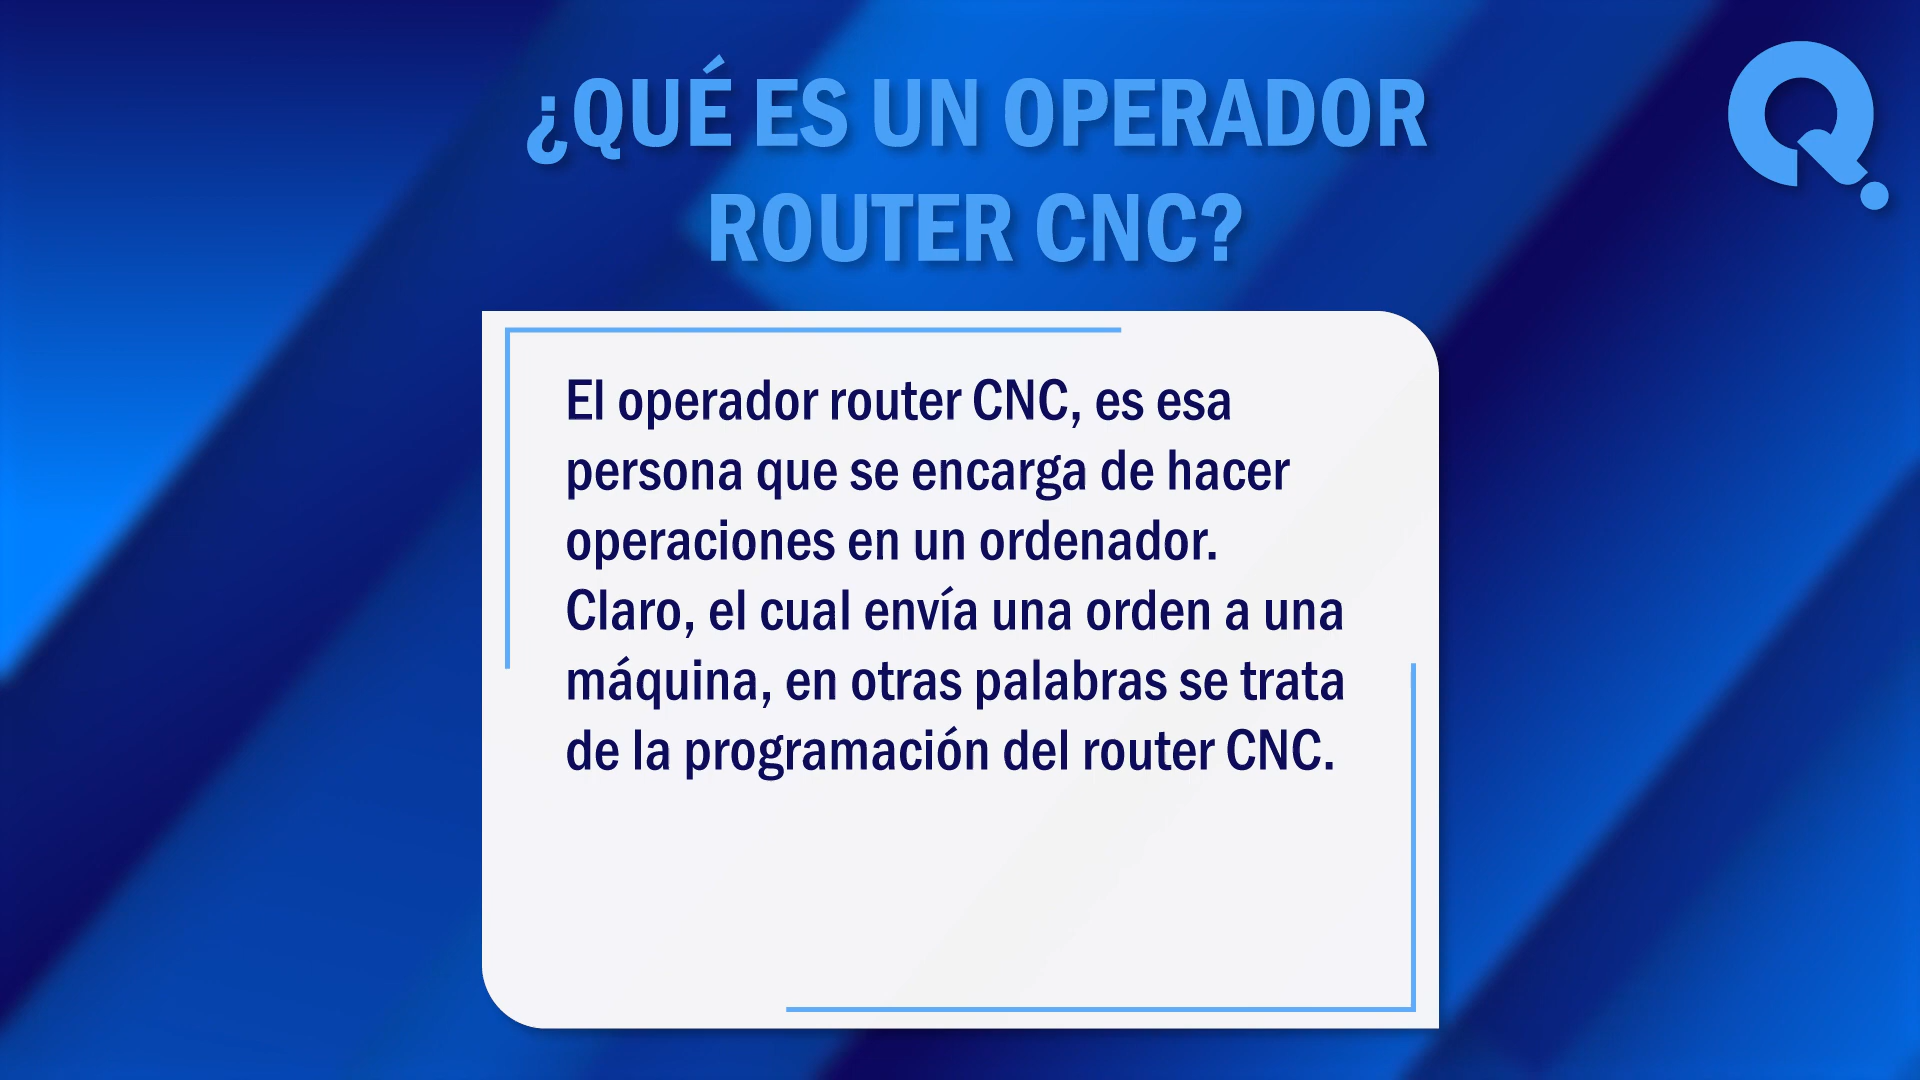 ¿QUÉ ES UN OPERADOR
ROUTER CNC?
El operador router CNC, es esa
persona que se encarga de hacer
operaciones en un ordenador.
Claro, el cual envía una orden a una
máquina, en otras palabras se trata
de la programación del router CNC.